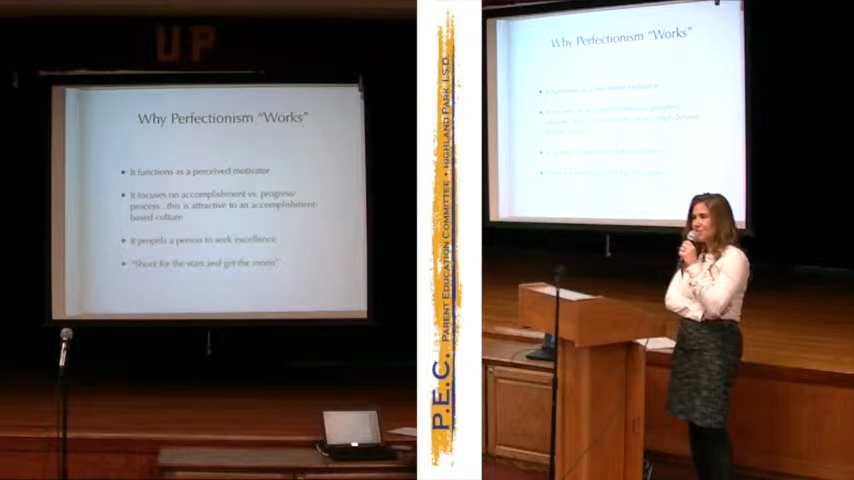 UP
Why Perfectionism "Works"
• It functions as a perceived motivator
• It focuses on accomplishment vs. progress/
process...this is attractive to an accomplishment-
based culture
• It propels a person to seek excellence
• "Shoot for the stars and get the moon"
P.E.C. PARENT EDUCATION COMMITTEE • HIGHLAND PARK I.S.D.
Why Perfectionism "Works"